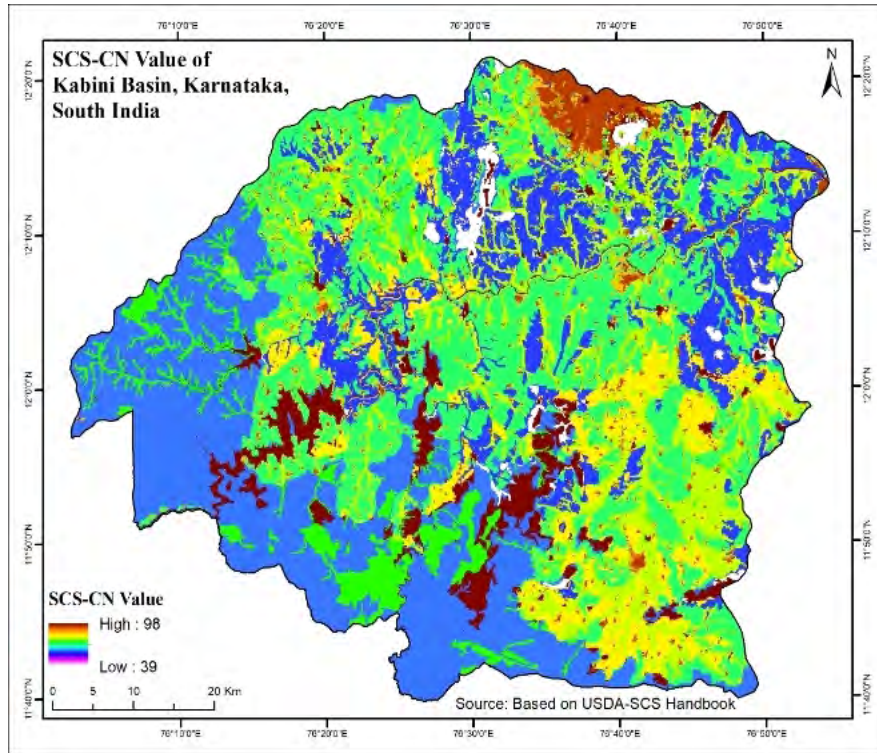 76°10'0"E 76°20'0"E 76°30'0"E 76°40'0"E 76°50'0"E
SCS-CN Value of
Kabini Basin, Karnataka,
South India
N
12°20'0"N 12°20'0"N
12°10'0"N 12°10'0"N
12°0'0"N 12°0'0"N
11°50'0"N 11°50'0"N
SCS-CN Value
High : 98
Low : 39
0 5 10 20 Km
Source: Based on USDA-SCS Handbook
11°40'0"N 11°40'0"N
76°10'0"E 76°20'0"E 76°30'0"E 76°40'0"E 76°50'0"E